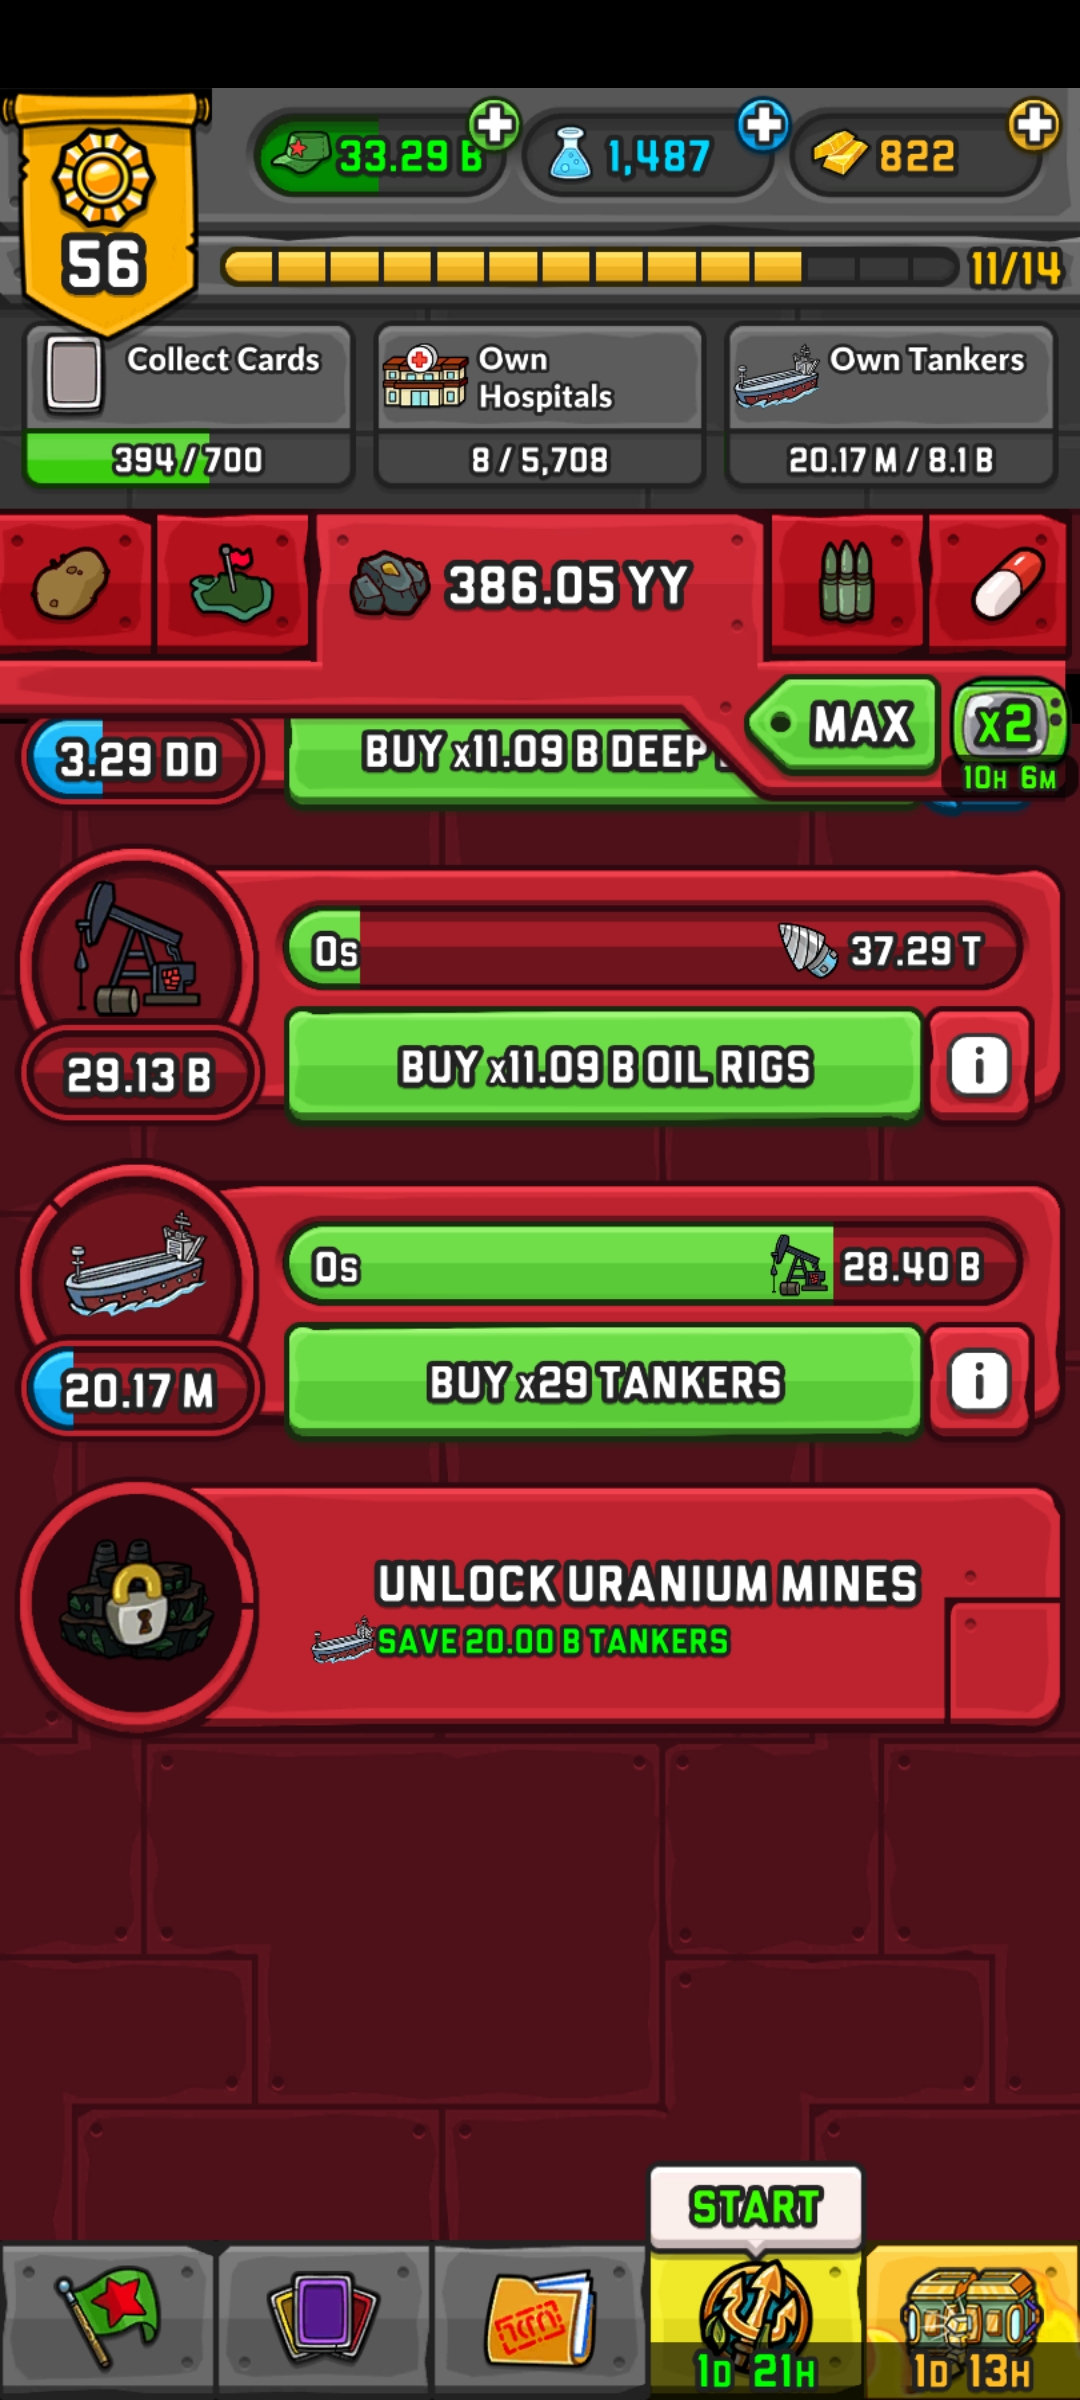 33.29 B
1,487
822
56
11/14
Collect Cards
394/700
Own
Hospitals
8/5,708
Own Tankers
20.17 M/8.1 B
386.05 YY
MAX
x2
10H 6M
3.29 DD
BUY x11.09 B DEEP
0s
37.29 T
29.13 B
BUY x11.09 B OIL RIGS
i
0s
28.40 B
20.17 M
BUY x29 TANKERS
i
UNLOCK URANIUM MINES
SAVE 20.00 B TANKERS
START
1D 21H
1D 13H